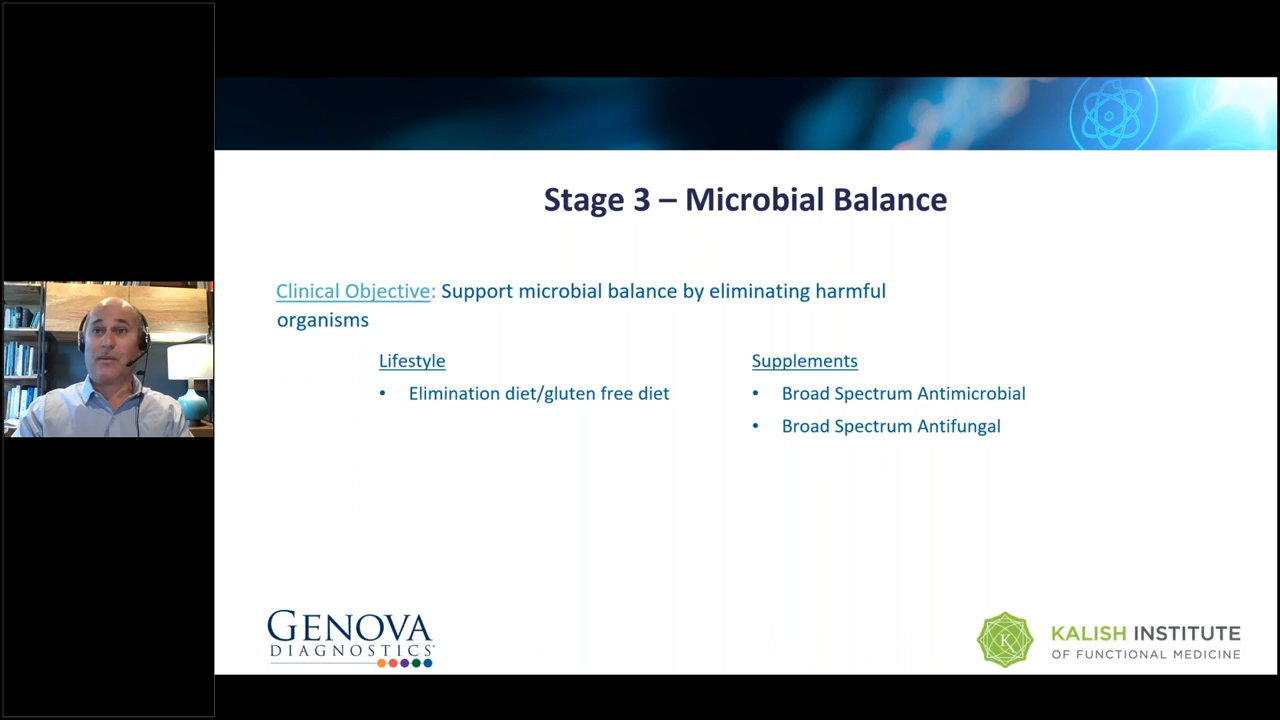 Stage 3 – Microbial Balance
Clinical Objective: Support microbial balance by eliminating harmful
organisms
Lifestyle
• Elimination diet/gluten free diet
Supplements
• Broad Spectrum Antimicrobial
• Broad Spectrum Antifungal
GENOVA
DIAGNOSTICS
K
KALISH INSTITUTE
OF FUNCTIONAL MEDICINE